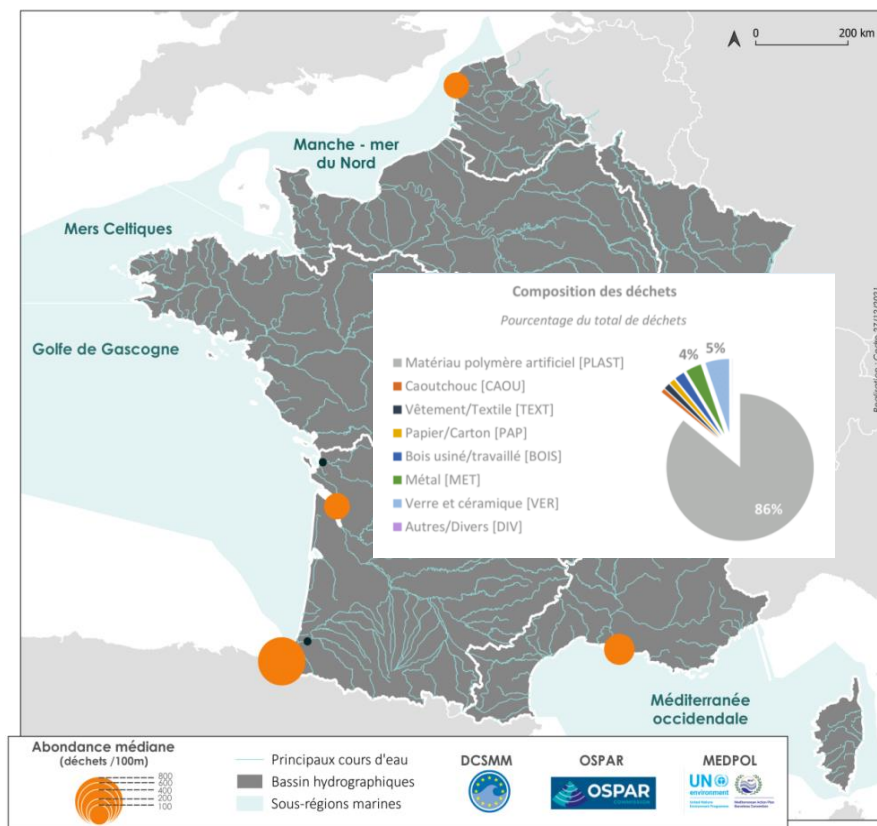 0 200 km
Manche - mer
du Nord
Mers Celtiques
Golfe de Gascogne
Composition des déchets
Pourcentage du total de déchets
Matériau polymère artificiel [PLAST]
Caoutchouc [CAOU]
Vêtement/Textile [TEXT]
Papier/Carton [PAP]
Bois usiné/travaillé [BOIS]
Métal [MET]
Verre et céramique [VER]
Autres/Divers [DIV]
4%
5%
86%
Méditerranée
occidendale
Abondance médiane
(déchets /100m)
800
600
400
200
100
Principaux cours d'eau
Bassin hydrographiques
Sous-régions marines
DCSMM
OSPAR
OSPAR
MEDPOL
UN
environment